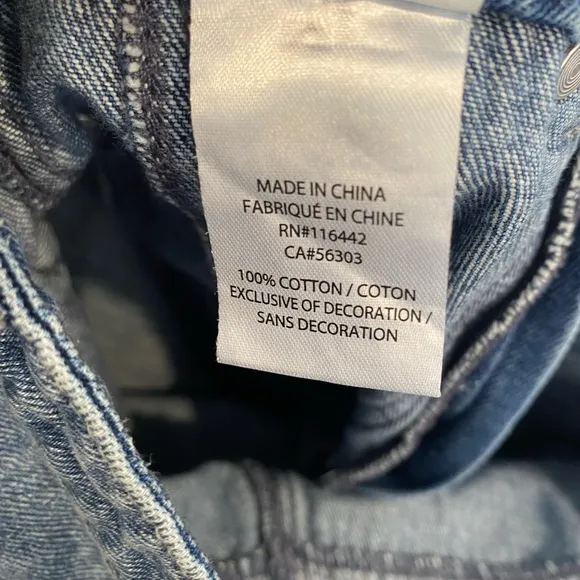 MADE IN CHINA
FABRIQUÉ EN CHINE
RN#116442
CA#56303
100% COTTON / COTON
EXCLUSIVE OF DECORATION /
SANS DECORATION